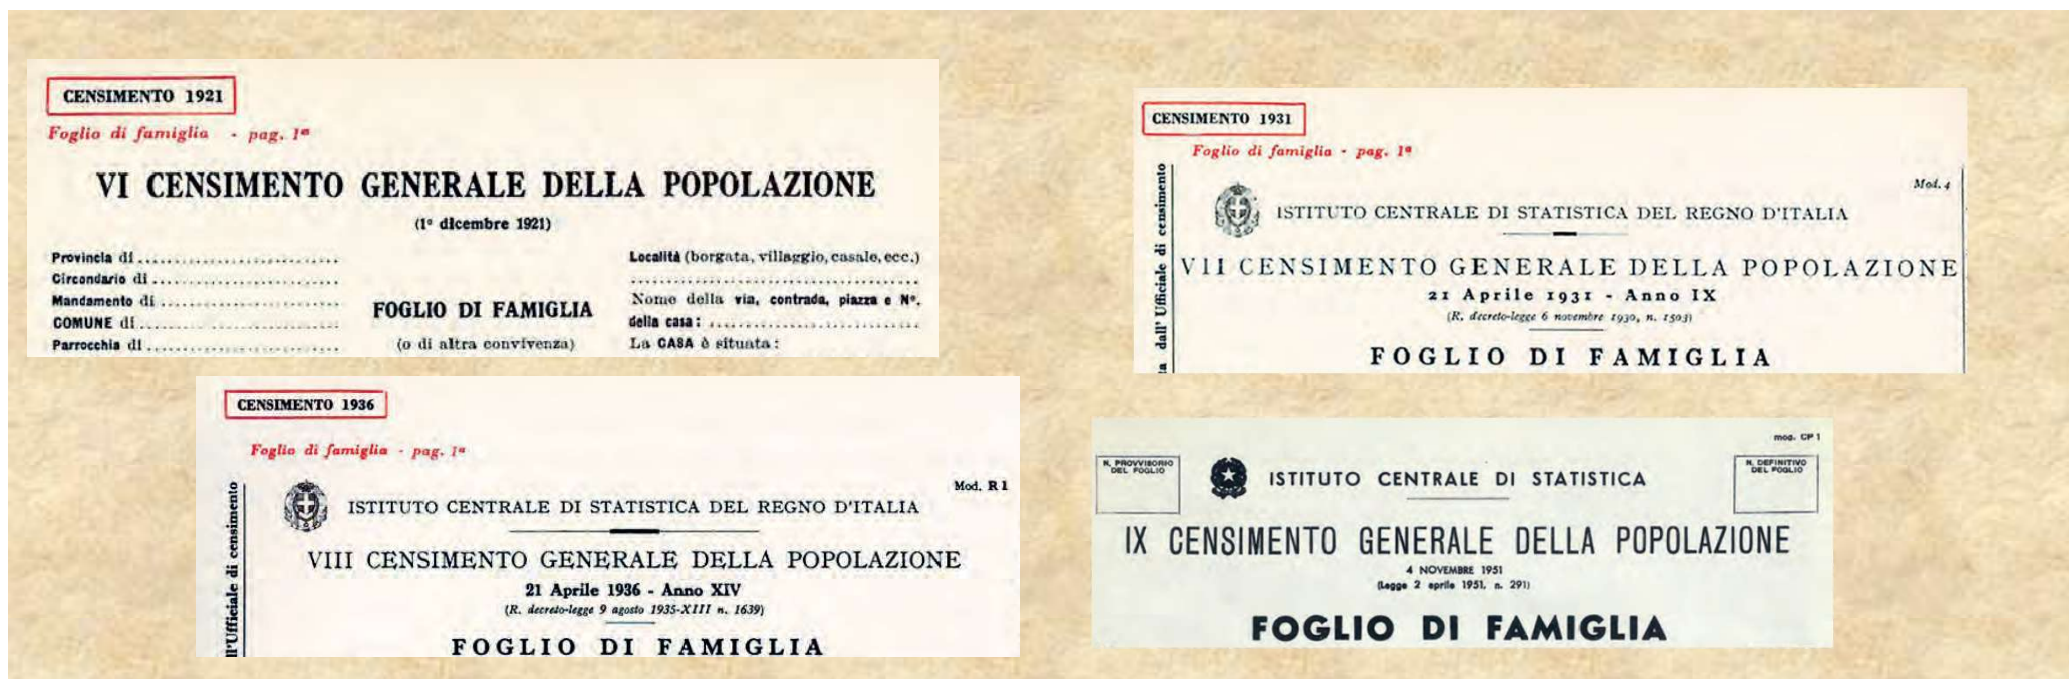 CENSIMENTO 1921
Foglio di famiglia - pag. 1ª
VI CENSIMENTO GENERALE DELLA POPOLAZIONE
(1º dicembre 1921)
Provincia di
Circondario di
Mandamento di
COMUNE di
Parrocchia di
FOGLIO DI FAMIGLIA
(o di altra convivenza)
Località (borgata, villaggio, casale, ecc.)
Nome della via, contrada, piazza e Nº.
della casa:
La CASA è situata:
CENSIMENTO 1931
Foglio di famiglia - pag. 1ª
dall' Ufficiale di censimento
Mod. 4
ISTITUTO CENTRALE DI STATISTICA DEL REGNO D'ITALIA
VII CENSIMENTO GENERALE DELLA POPOLAZIONE
21 Aprile 1931 - Anno IX
(R. decreto-legge 6 novembre 1930, n. 1503)
FOGLIO DI FAMIGLIA
CENSIMENTO 1936
Foglio di famiglia - pag. 1ª
ll'Ufficiale di censimento
Mod. R 1
ISTITUTO CENTRALE DI STATISTICA DEL REGNO D'ITALIA
VIII CENSIMENTO GENERALE DELLA POPOLAZIONE
21 Aprile 1936 - Anno XIV
(R. decreto-legge 9 agosto 1935-XIII n. 1639)
FOGLIO DI FAMIGLIA
mod. CP 1
N. PROVVISORIO
DEL FOGLIO
ISTITUTO CENTRALE DI STATISTICA
N. DEFINITIVO
DEL FOGLIO
IX CENSIMENTO GENERALE DELLA POPOLAZIONE
4 NOVEMBRE 1951
(Legge 2 aprile 1951, n. 291)
FOGLIO DI FAMIGLIA